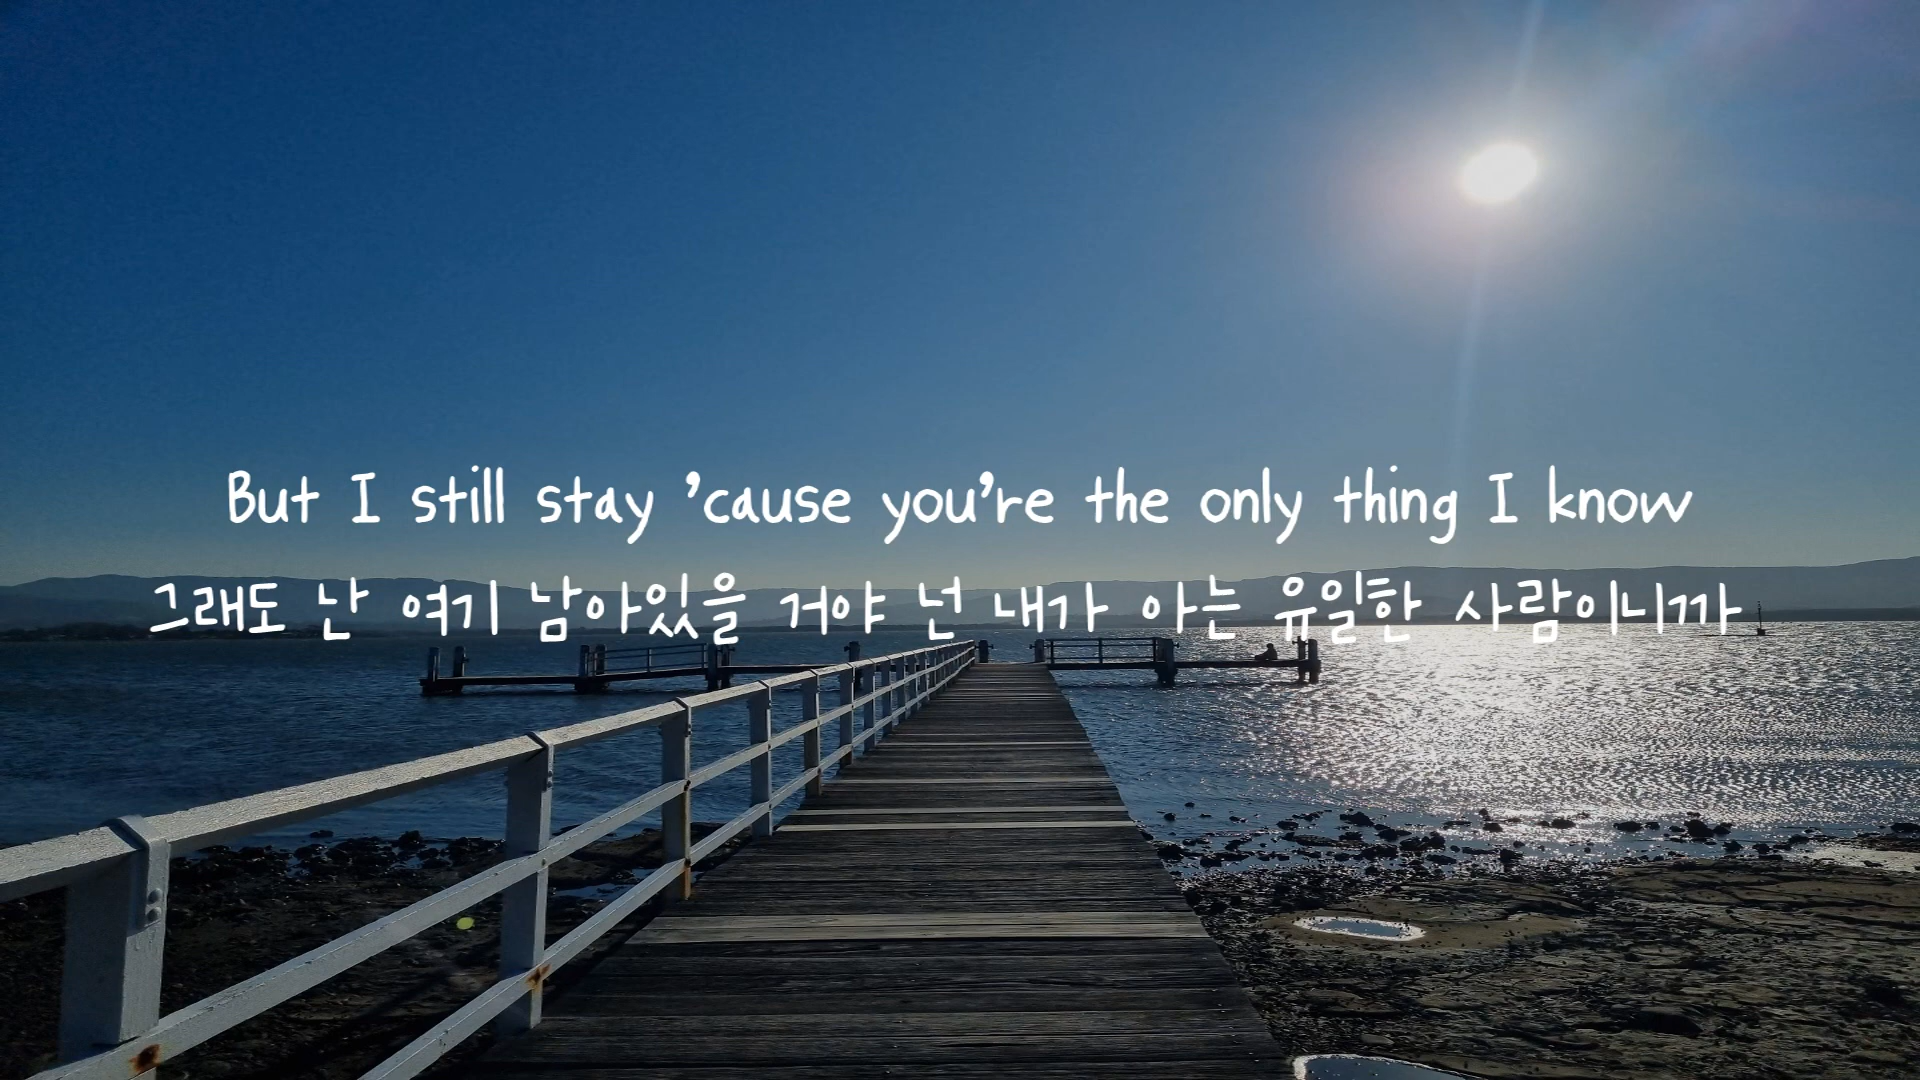 But I still stay 'cause you're the only thing I know
그래도 난 여기 남아있을 거야 넌 내가 아는 유일한 사람이니까